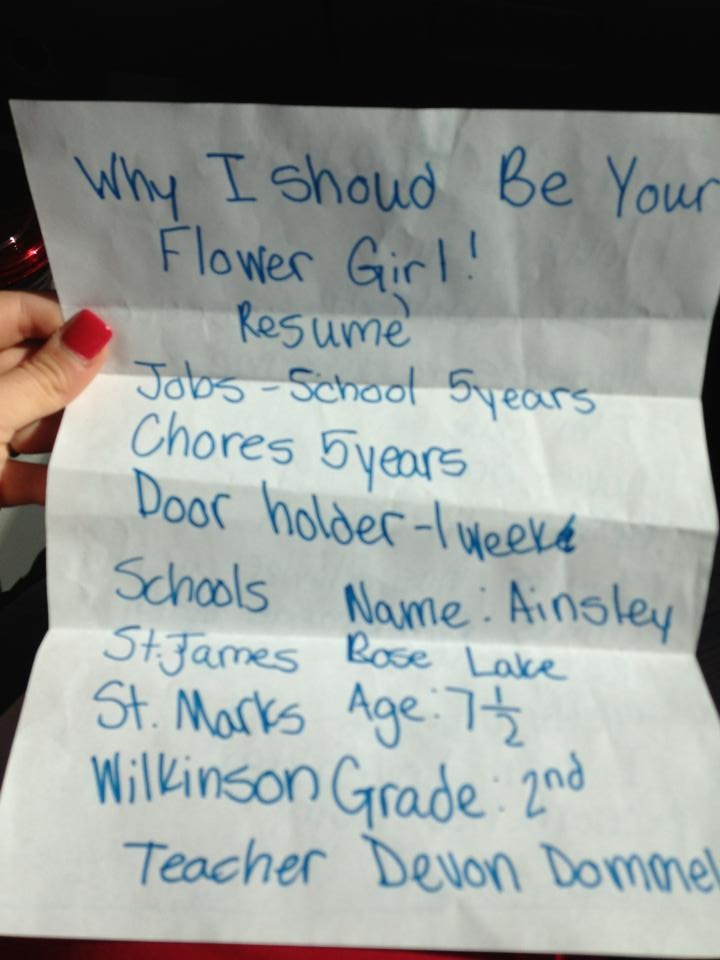 Why I shoud Be Your
Flower Girl!
Resumè
Jobs - School 5years
Chores 5years
Door holder-1 week
Schools Name: Ainsley
St. James Rose Lake
St. Marks Age: 7 1/2
Wilkinson Grade: 2nd
Teacher Devon Dommel